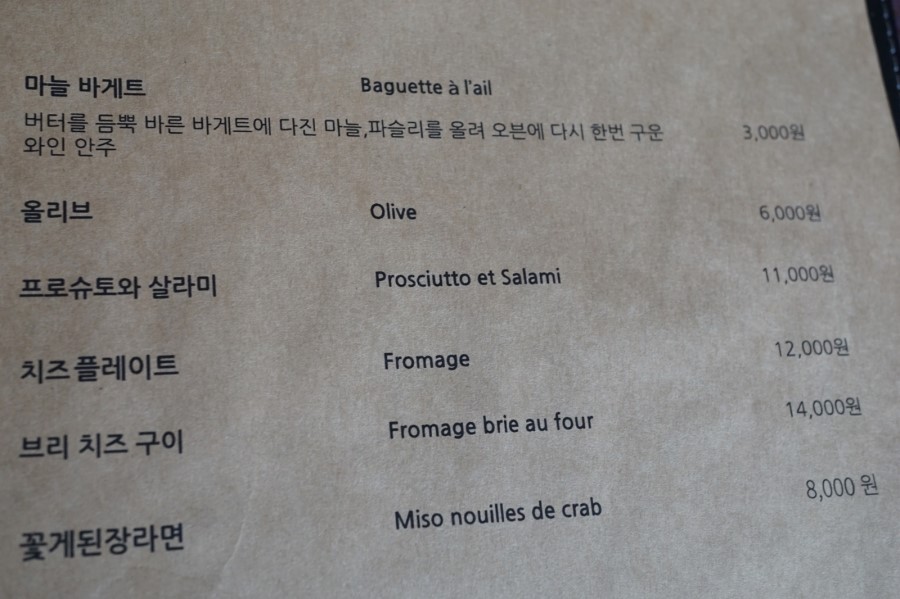 마늘 바게트 Baguette à l'ail
버터를 듬뿍 바른 바게트에 다진 마늘,파슬리를 올려 오븐에 다시 한번 구운 3,000원
와인 안주
올리브 Olive 6,000원
프로슈토와 살라미 Prosciutto et Salami 11,000원
치즈 플레이트 Fromage 12,000원
브리 치즈 구이 Fromage brie au four 14,000원
꽃게된장라면 Miso nouilles de crab 8,000 원